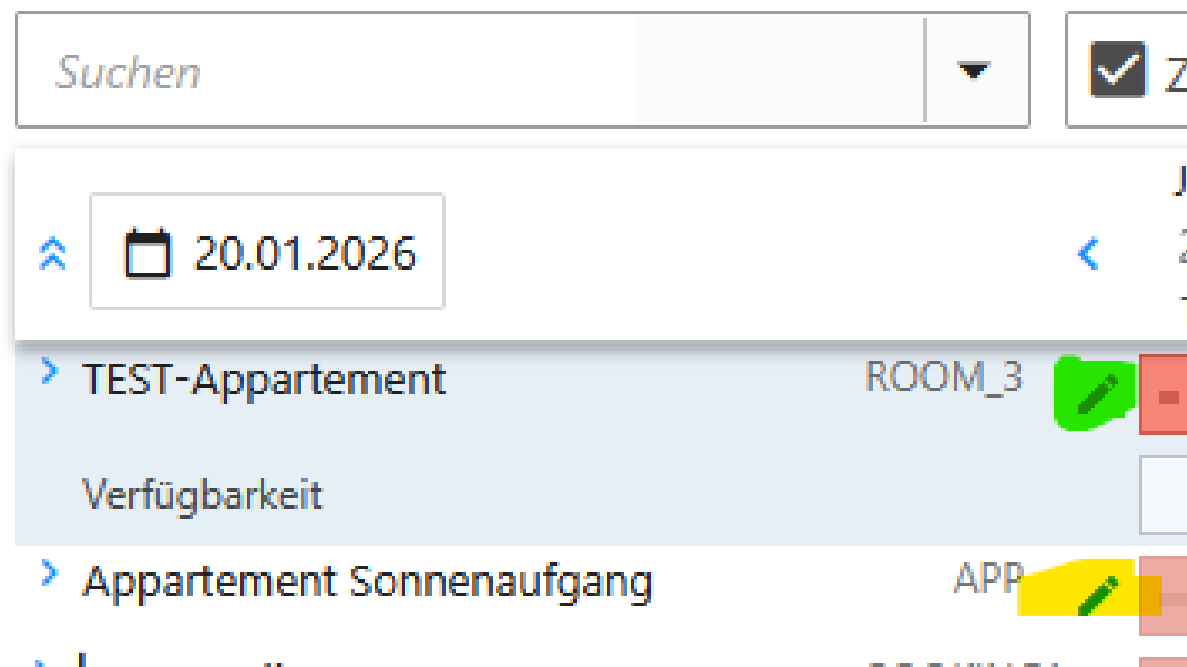 Suchen
20.01.2026
TEST-Appartement ROOM_3
Verfügbarkeit
Appartement Sonnenaufgang APP